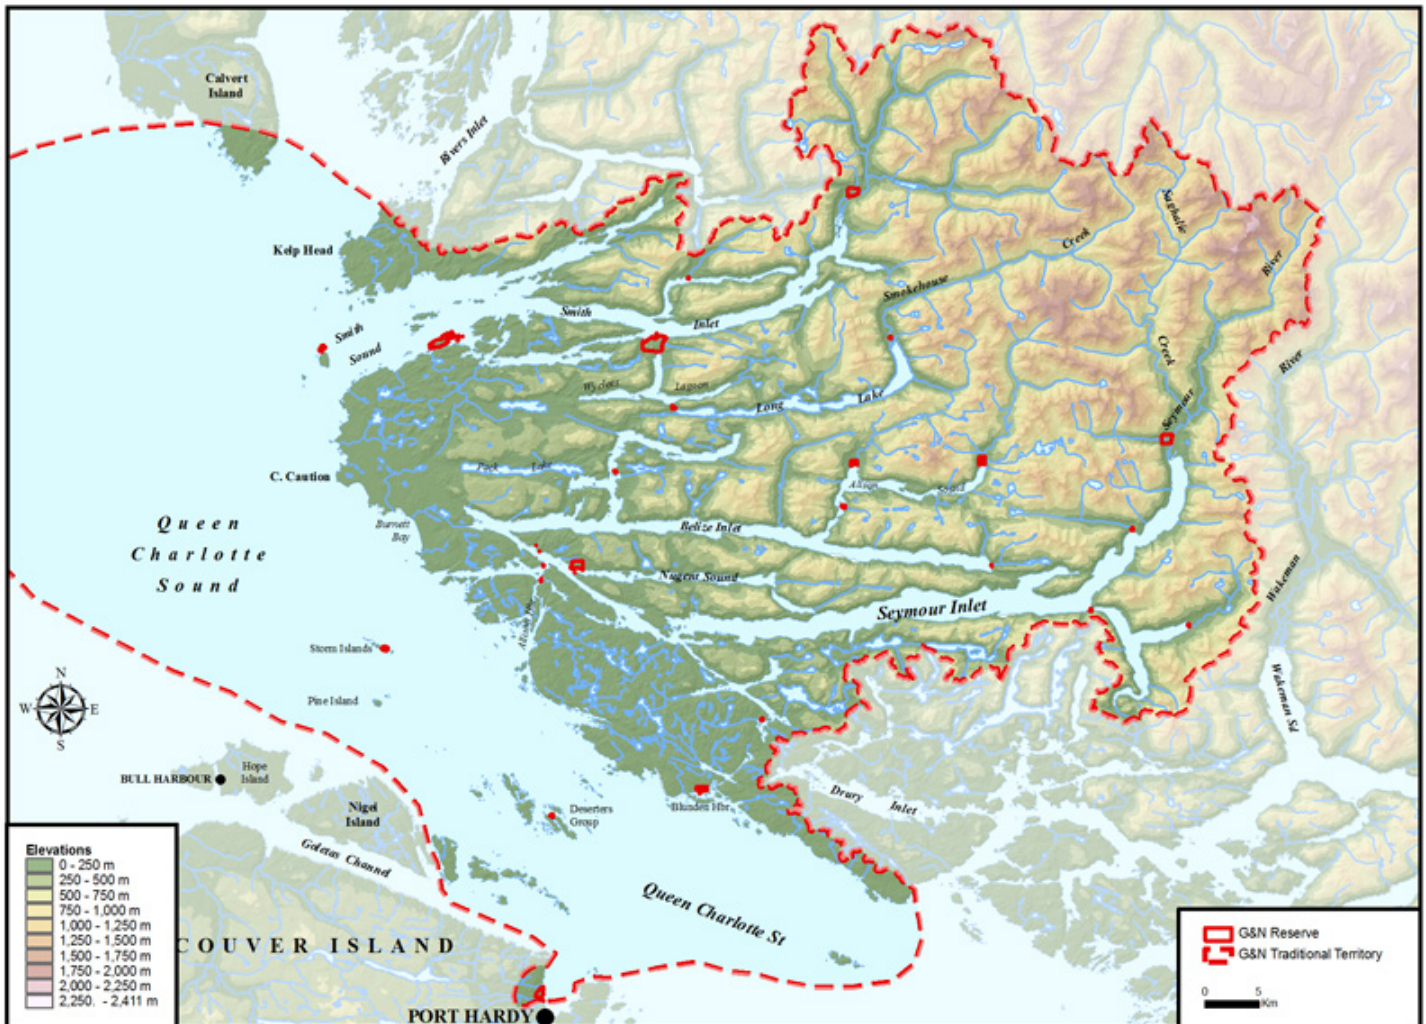 Calvert
Island
Rivers Inlet
Kelp Head
Smith
Sound
Smith
Inlet
Smokehouse
Creek
Saghalie
Creek
River
Seymour
River
Wakeman
Wakeman Sd
Lagoon
Long
Lake
Lake
C. Caution
Burnett
Bay
Belize Inlet
Nugent Sound
Seymour Inlet
Queen
Charlotte
Sound
Storm Islands
Pine Island
N
W
E
S
BULL HARBOUR
Hope
Island
Nigei
Island
Goletas Channel
Deserters
Group
Blunden Hbr
Drury Inlet
Queen Charlotte St
COUVER ISLAND
PORT HARDY
Elevations
0 - 250 m
250 - 500 m
500 - 750 m
750 - 1,000 m
1,000 - 1,250 m
1,250 - 1,500 m
1,500 - 1,750 m
1,750 - 2,000 m
2,000 - 2,250 m
2,250. - 2,411 m
G&N Reserve
G&N Traditional Territory
0 5
Km